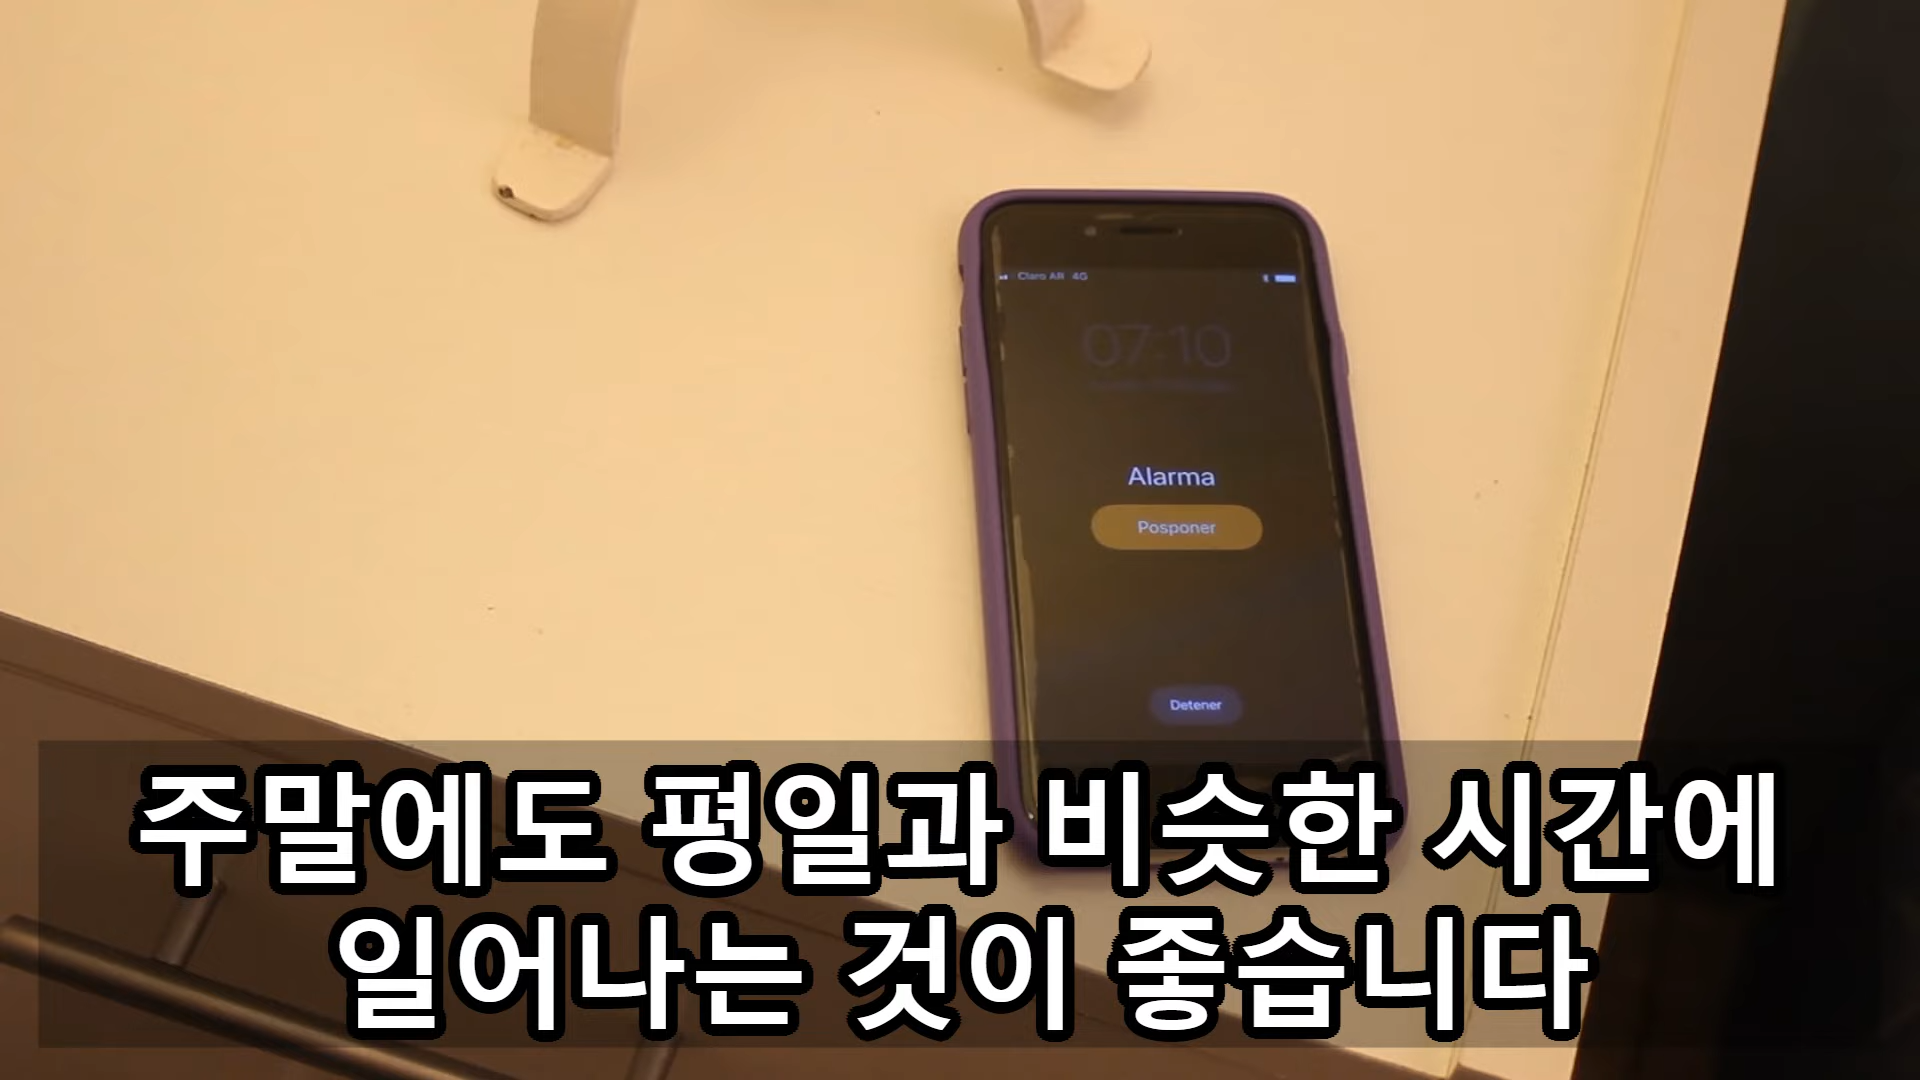 Claro AR 4G
07:10
Alarma
Posponer
Detener
주말에도 평일과 비슷한 시간에
일어나는 것이 좋습니다